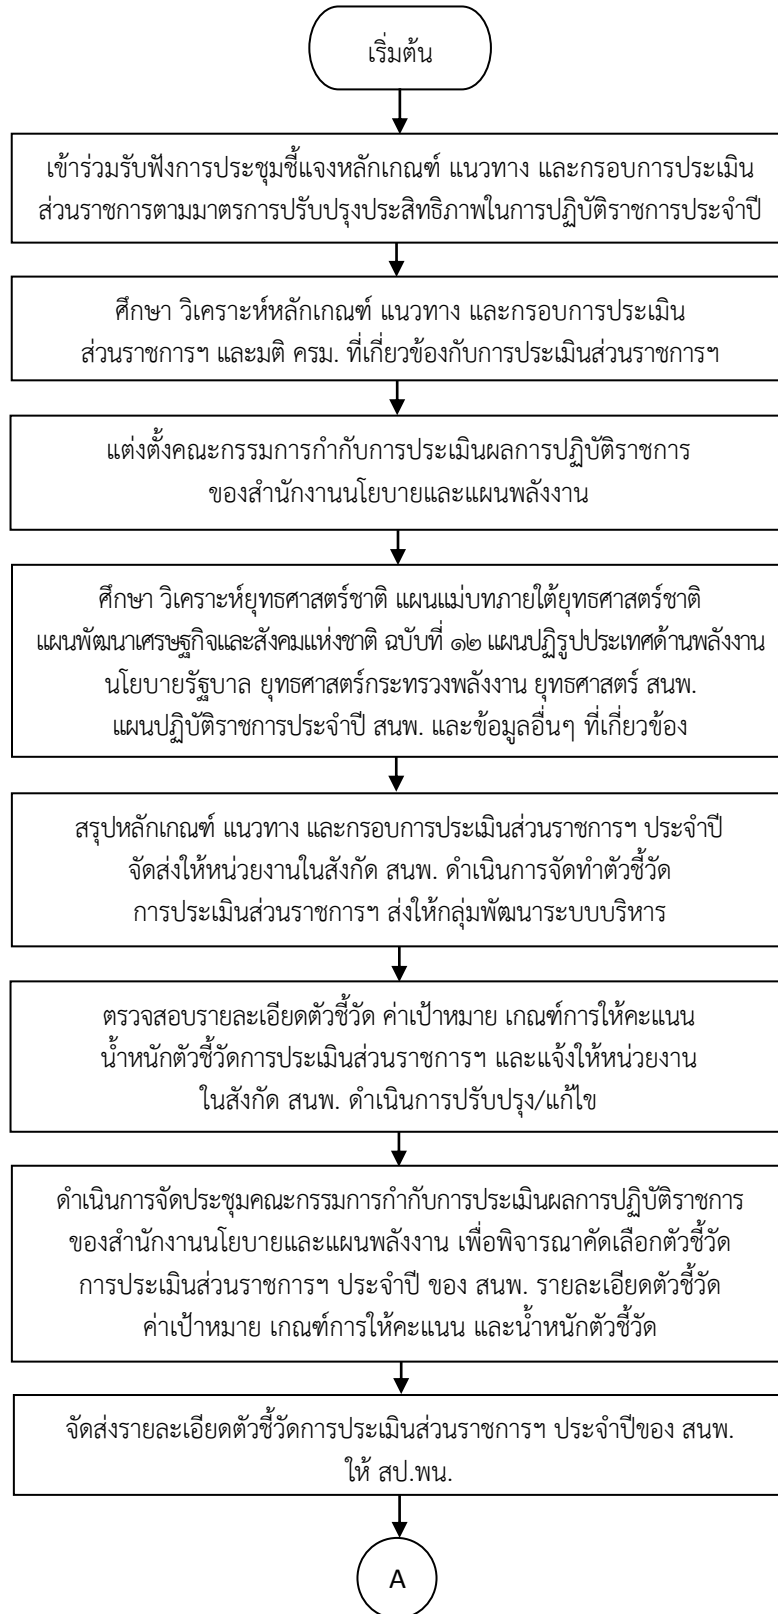 เริ่มต้น
เข้าร่วมรับฟังการประชุมชี้แจงหลักเกณฑ์ แนวทาง และกรอบการประเมิน
ส่วนราชการตามมาตรการปรับปรุงประสิทธิภาพในการปฏิบัติราชการประจำปี
ศึกษา วิเคราะห์หลักเกณฑ์ แนวทาง และกรอบการประเมิน
ส่วนราชการฯ และมติ ครม. ที่เกี่ยวข้องกับการประเมินส่วนราชการฯ
แต่งตั้งคณะกรรมการกำกับการประเมินผลการปฏิบัติราชการ
ของสำนักงานนโยบายและแผนพลังงาน
ศึกษา วิเคราะห์ยุทธศาสตร์ชาติ แผนแม่บทภายใต้ยุทธศาสตร์ชาติ
แผนพัฒนาเศรษฐกิจและสังคมแห่งชาติ ฉบับที่ ๑๒ แผนปฏิรูปประเทศด้านพลังงาน
นโยบายรัฐบาล ยุทธศาสตร์กระทรวงพลังงาน ยุทธศาสตร์ สนพ.
แผนปฏิบัติราชการประจำปี สนพ. และข้อมูลอื่นๆ ที่เกี่ยวข้อง
สรุปหลักเกณฑ์ แนวทาง และกรอบการประเมินส่วนราชการฯ ประจำปี
จัดส่งให้หน่วยงานในสังกัด สนพ. ดำเนินการจัดทำตัวชี้วัด
การประเมินส่วนราชการฯ ส่งให้กลุ่มพัฒนาระบบบริหาร
ตรวจสอบรายละเอียดตัวชี้วัด ค่าเป้าหมาย เกณฑ์การให้คะแนน
น้ำหนักตัวชี้วัดการประเมินส่วนราชการฯ และแจ้งให้หน่วยงาน
ในสังกัด สนพ. ดำเนินการปรับปรุง/แก้ไข
ดำเนินการจัดประชุมคณะกรรมการกำกับการประเมินผลการปฏิบัติราชการ
ของสำนักงานนโยบายและแผนพลังงาน เพื่อพิจารณาคัดเลือกตัวชี้วัด
การประเมินส่วนราชการฯ ประจำปี ของ สนพ. รายละเอียดตัวชี้วัด
ค่าเป้าหมาย เกณฑ์การให้คะแนน และน้ำหนักตัวชี้วัด
จัดส่งรายละเอียดตัวชี้วัดการประเมินส่วนราชการฯ ประจำปีของ สนพ.
ให้ สป.พน.
A